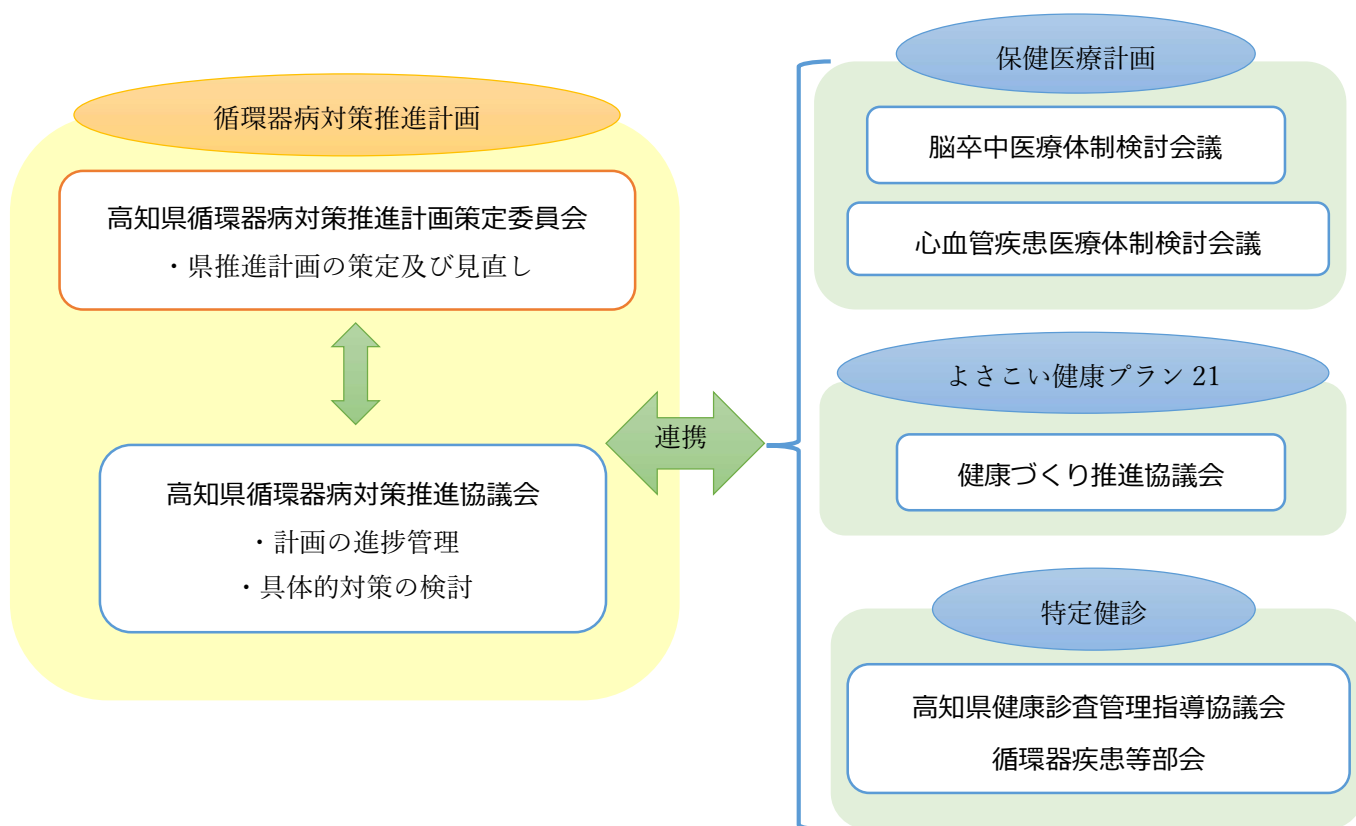 循環器病対策推進計画
高知県循環器病対策推進計画策定委員会
・県推進計画の策定及び見直し
高知県循環器病対策推進協議会
・計画の進捗管理
・具体的対策の検討
連携
保健医療計画
脳卒中医療体制検討会議
心血管疾患医療体制検討会議
よさこい健康プラン 21
健康づくり推進協議会
特定健診
高知県健康診査管理指導協議会
循環器疾患等部会